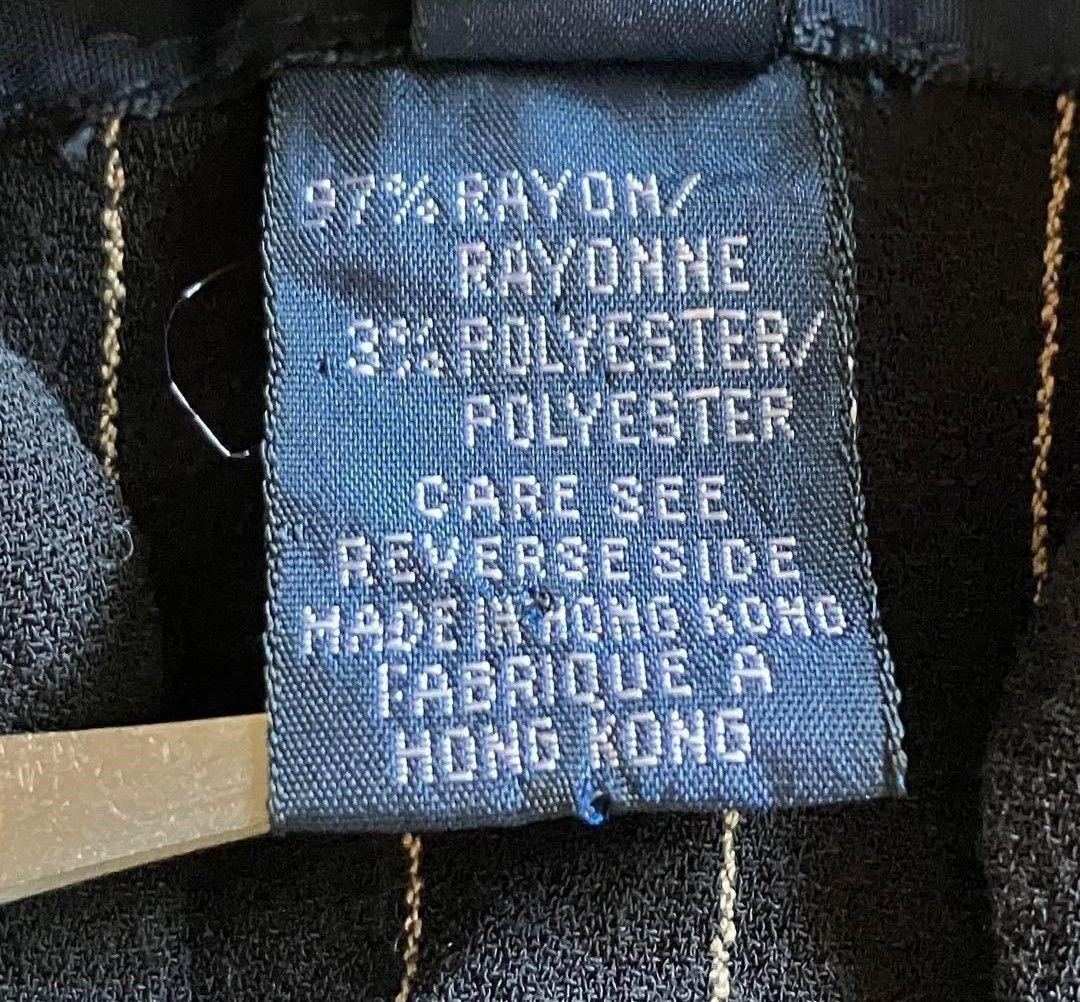 97% RAYON/
RAYONNE
3% POLYESTER/
POLYESTER
CARE SEE
REVERSE SIDE
MADE IN HONG KONG
FABRIQUE A
HONG KONG